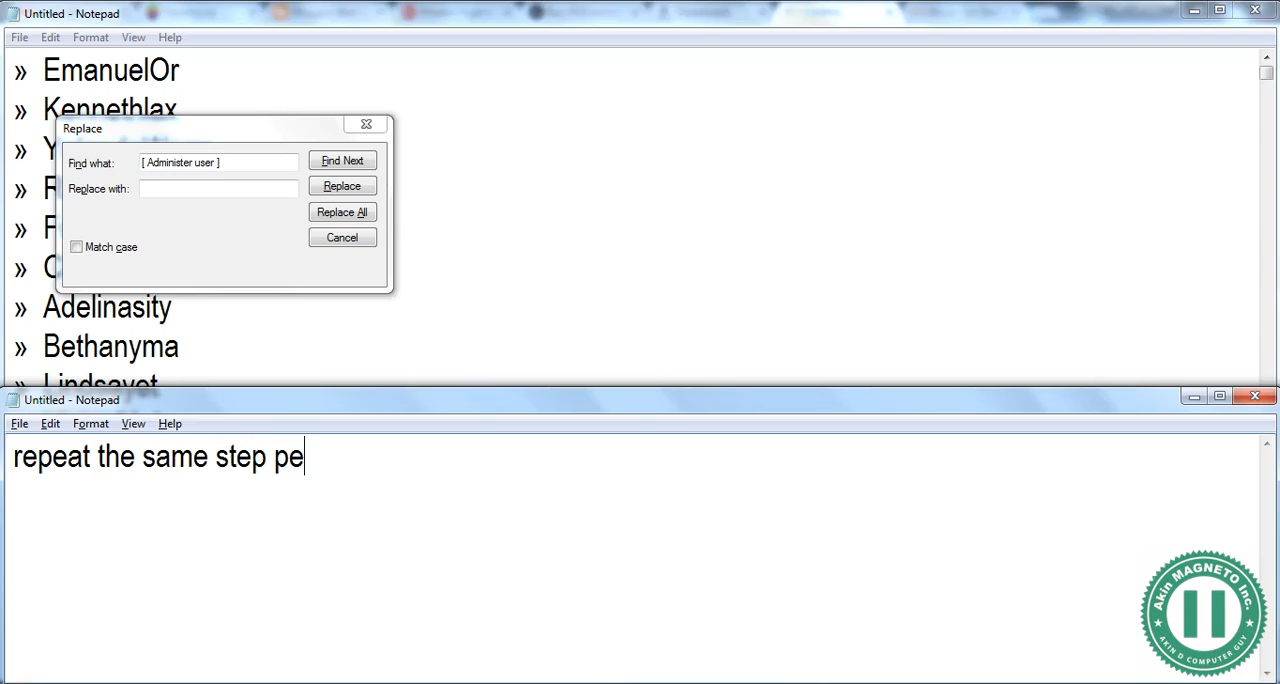 Untitled - Notepad
File Edit Format View Help
» EmanuelOr
» Kennethlax
» Y
» R
» F
» C
» Adelinasity
» Bethanyma
» Lindsayet
Replace
Find what: [ Administer user ]
Find Next
Replace with:
Replace
Replace All
Cancel
Match case
Untitled - Notepad
File Edit Format View Help
repeat the same step pe
Akin MAGNETO Inc.
AKIN D COMPUTER GUY